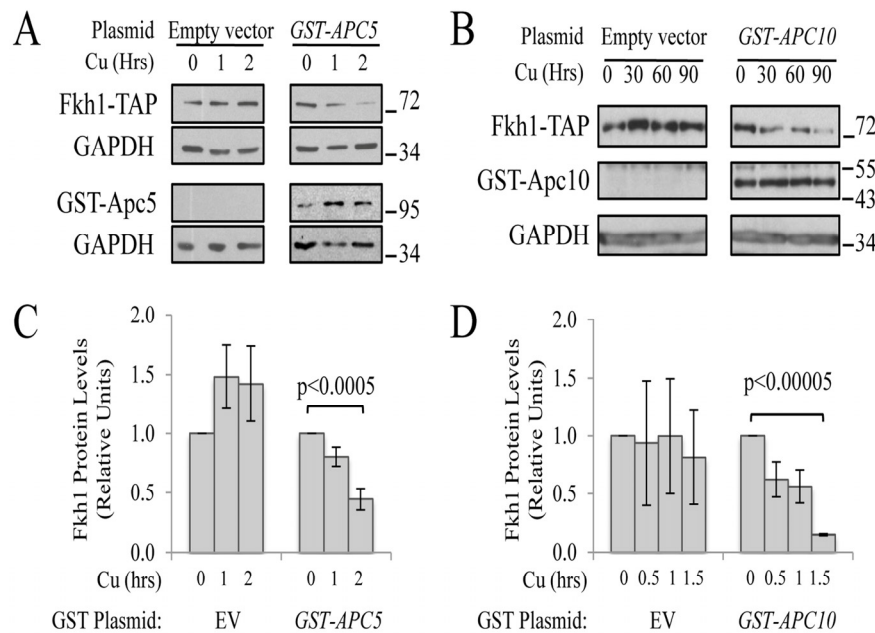 A
Plasmid Empty vector GST-APC5
Cu (Hrs) 0 1 2 0 1 2
Fkh1-TAP 72
GAPDH 34
GST-Apc5 95
GAPDH 34
B
Plasmid Empty vector GST-APC10
Cu (Hrs) 0 30 60 90 0 30 60 90
Fkh1-TAP 72
GST-Apc10 55
43
GAPDH 34
C
Fkh1 Protein Levels
(Relative Units)
2.0
1.5
1.0
0.5
0.0
p<0.0005
Cu (hrs) 0 1 2 0 1 2
GST Plasmid: EV GST-APC5
D
Fkh1 Protein Levels
(Relative Units)
2.0
1.5
1.0
0.5
0.0
p<0.00005
Cu (hrs) 0 0.5 1 1.5 0 0.5 1 1.5
GST Plasmid: EV GST-APC10